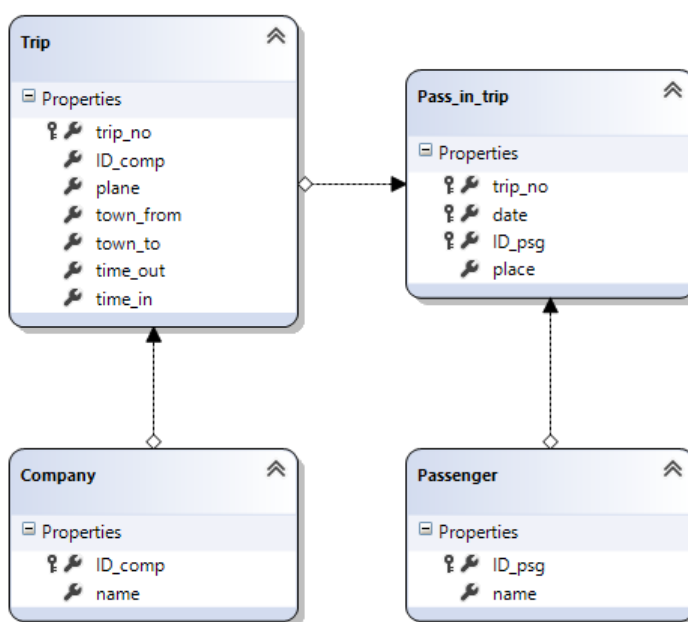 Trip
Properties
trip_no
ID_comp
plane
town_from
town_to
time_out
time_in
Pass_in_trip
Properties
trip_no
date
ID_psg
place
Company
Properties
ID_comp
name
Passenger
Properties
ID_psg
name